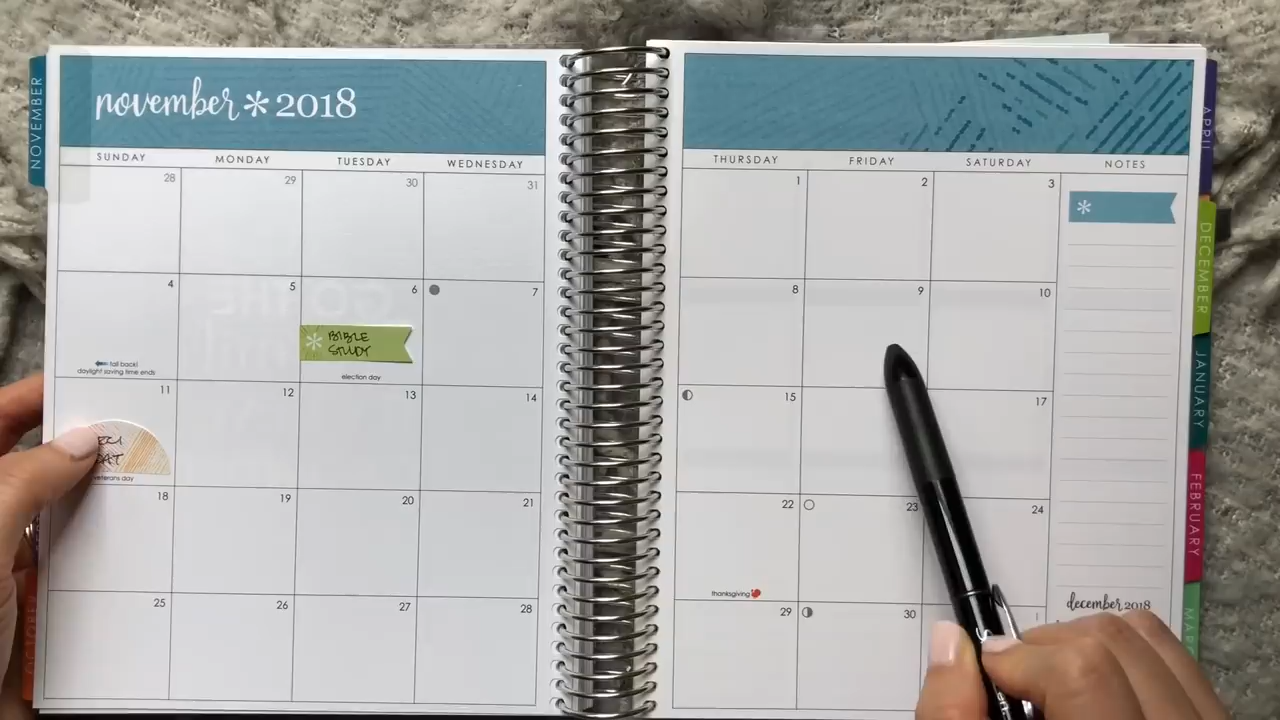 november * 2018
NOVEMBER
SUNDAY MONDAY TUESDAY WEDNESDAY
THURSDAY FRIDAY SATURDAY NOTES
28 29 30 31
1 2 3
4 5 6 7
8 9 10
BIBLE
STUDY
fall back!
daylight saving time ends
election day
11 12 13 14
15 17
veterans day
18 19 20 21
22 23 24
thanksgiving
25 26 27 28
29 30
december 2018
APRIL
DECEMBER
JANUARY
FEBRUARY
OCTOBER